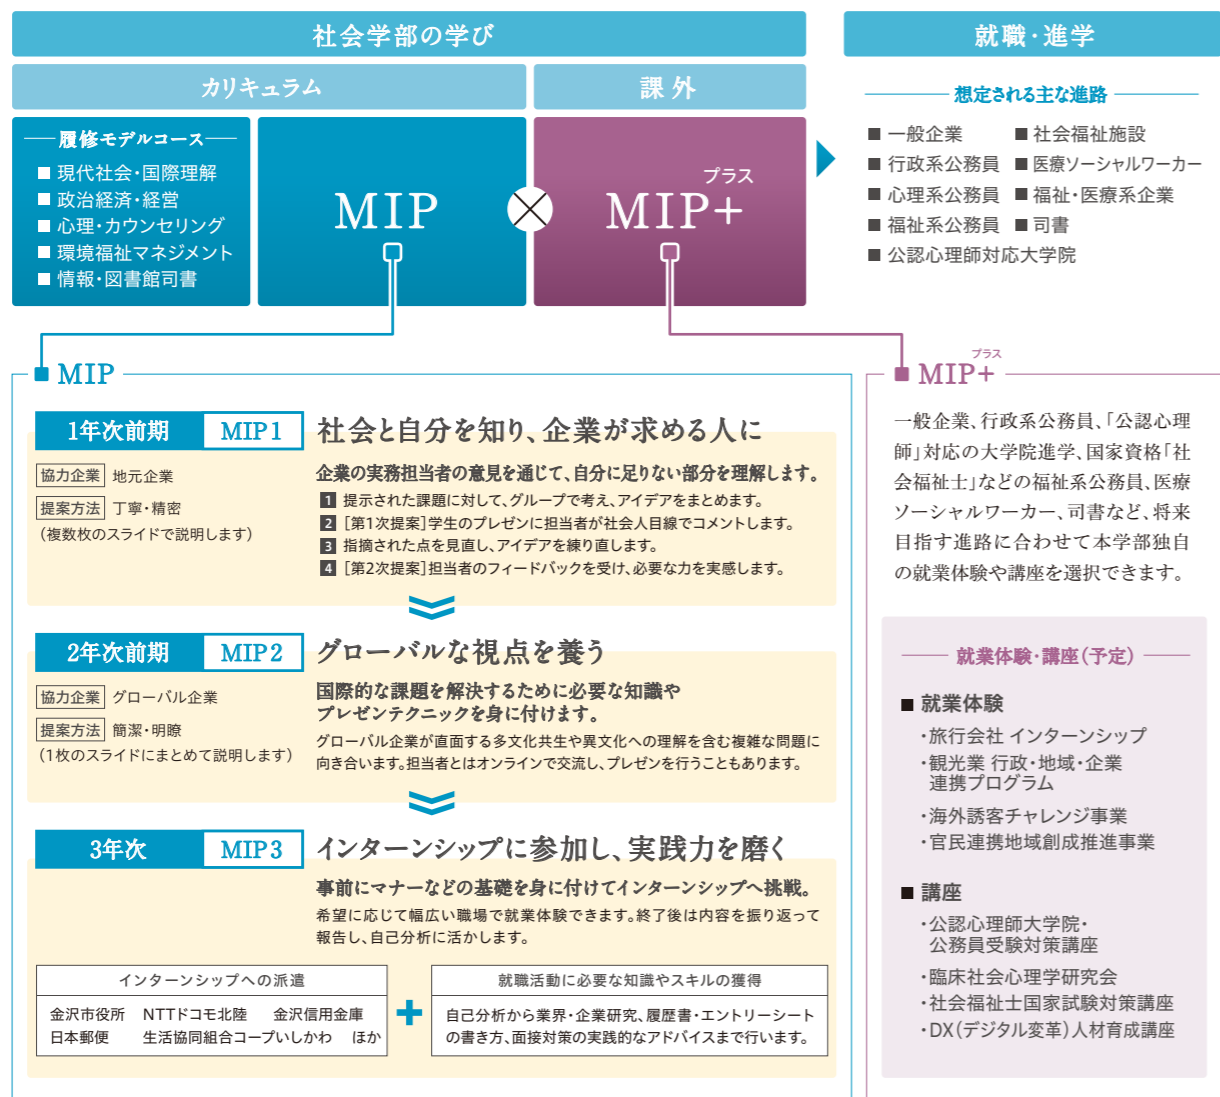 社会学部の学び
就職・進学
カリキュラム
課外
履修モデルコース
■ 現代社会・国際理解
■ 政治経済・経営
■ 心理・カウンセリング
■ 環境福祉マネジメント
■ 情報・図書館司書
MIP
プラス
MIP+
想定される主な進路
■ 一般企業 ■ 社会福祉施設
■ 行政系公務員 ■ 医療ソーシャルワーカー
■ 心理系公務員 ■ 福祉・医療系企業
■ 福祉系公務員 ■ 司書
■ 公認心理師対応大学院
MIP
1年次前期 MIP1 社会と自分を知り、企業が求める人に
協力企業 地元企業
提案方法 丁寧・精密
(複数枚のスライドで説明します)
企業の実務担当者の意見を通じて、自分に足りない部分を理解します。
1 提示された課題に対して、グループで考え、アイデアをまとめます。
2 [第1次提案]学生のプレゼンに担当者が社会人目線でコメントします。
3 指摘された点を見直し、アイデアを練り直します。
4 [第2次提案]担当者のフィードバックを受け、必要な力を実感します。
2年次前期 MIP2 グローバルな視点を養う
協力企業 グローバル企業
提案方法 簡潔・明瞭
(1枚のスライドにまとめて説明します)
国際的な課題を解決するために必要な知識や
プレゼンテクニックを身に付けます。
グローバル企業が直面する多文化共生や異文化への理解を含む複雑な問題に
向き合います。担当者とはオンラインで交流し、プレゼンを行うこともあります。
3年次 MIP3 インターンシップに参加し、実践力を磨く
事前にマナーなどの基礎を身に付けてインターンシップへ挑戦。
希望に応じて幅広い職場で就業体験できます。終了後は内容を振り返って
報告し、自己分析に活かします。
インターンシップへの派遣
金沢市役所 NTTドコモ北陸 金沢信用金庫
日本郵便 生活協同組合コープいしかわ ほか
+
就職活動に必要な知識やスキルの獲得
自己分析から業界・企業研究、履歴書・エントリーシート
の書き方、面接対策の実践的なアドバイスまで行います。
プラス
MIP+
一般企業、行政系公務員、「公認心理
師」対応の大学院進学、国家資格「社
会福祉士」などの福祉系公務員、医療
ソーシャルワーカー、司書など、将来
目指す進路に合わせて本学部独自
の就業体験や講座を選択できます。
就業体験・講座(予定)
■ 就業体験
・旅行会社 インターンシップ
・観光業 行政・地域・企業
連携プログラム
・海外誘客チャレンジ事業
・官民連携地域創成推進事業
■ 講座
・公認心理師大学院・
公務員受験対策講座
・臨床社会心理学研究会
・社会福祉士国家試験対策講座
・DX(デジタル変革)人材育成講座